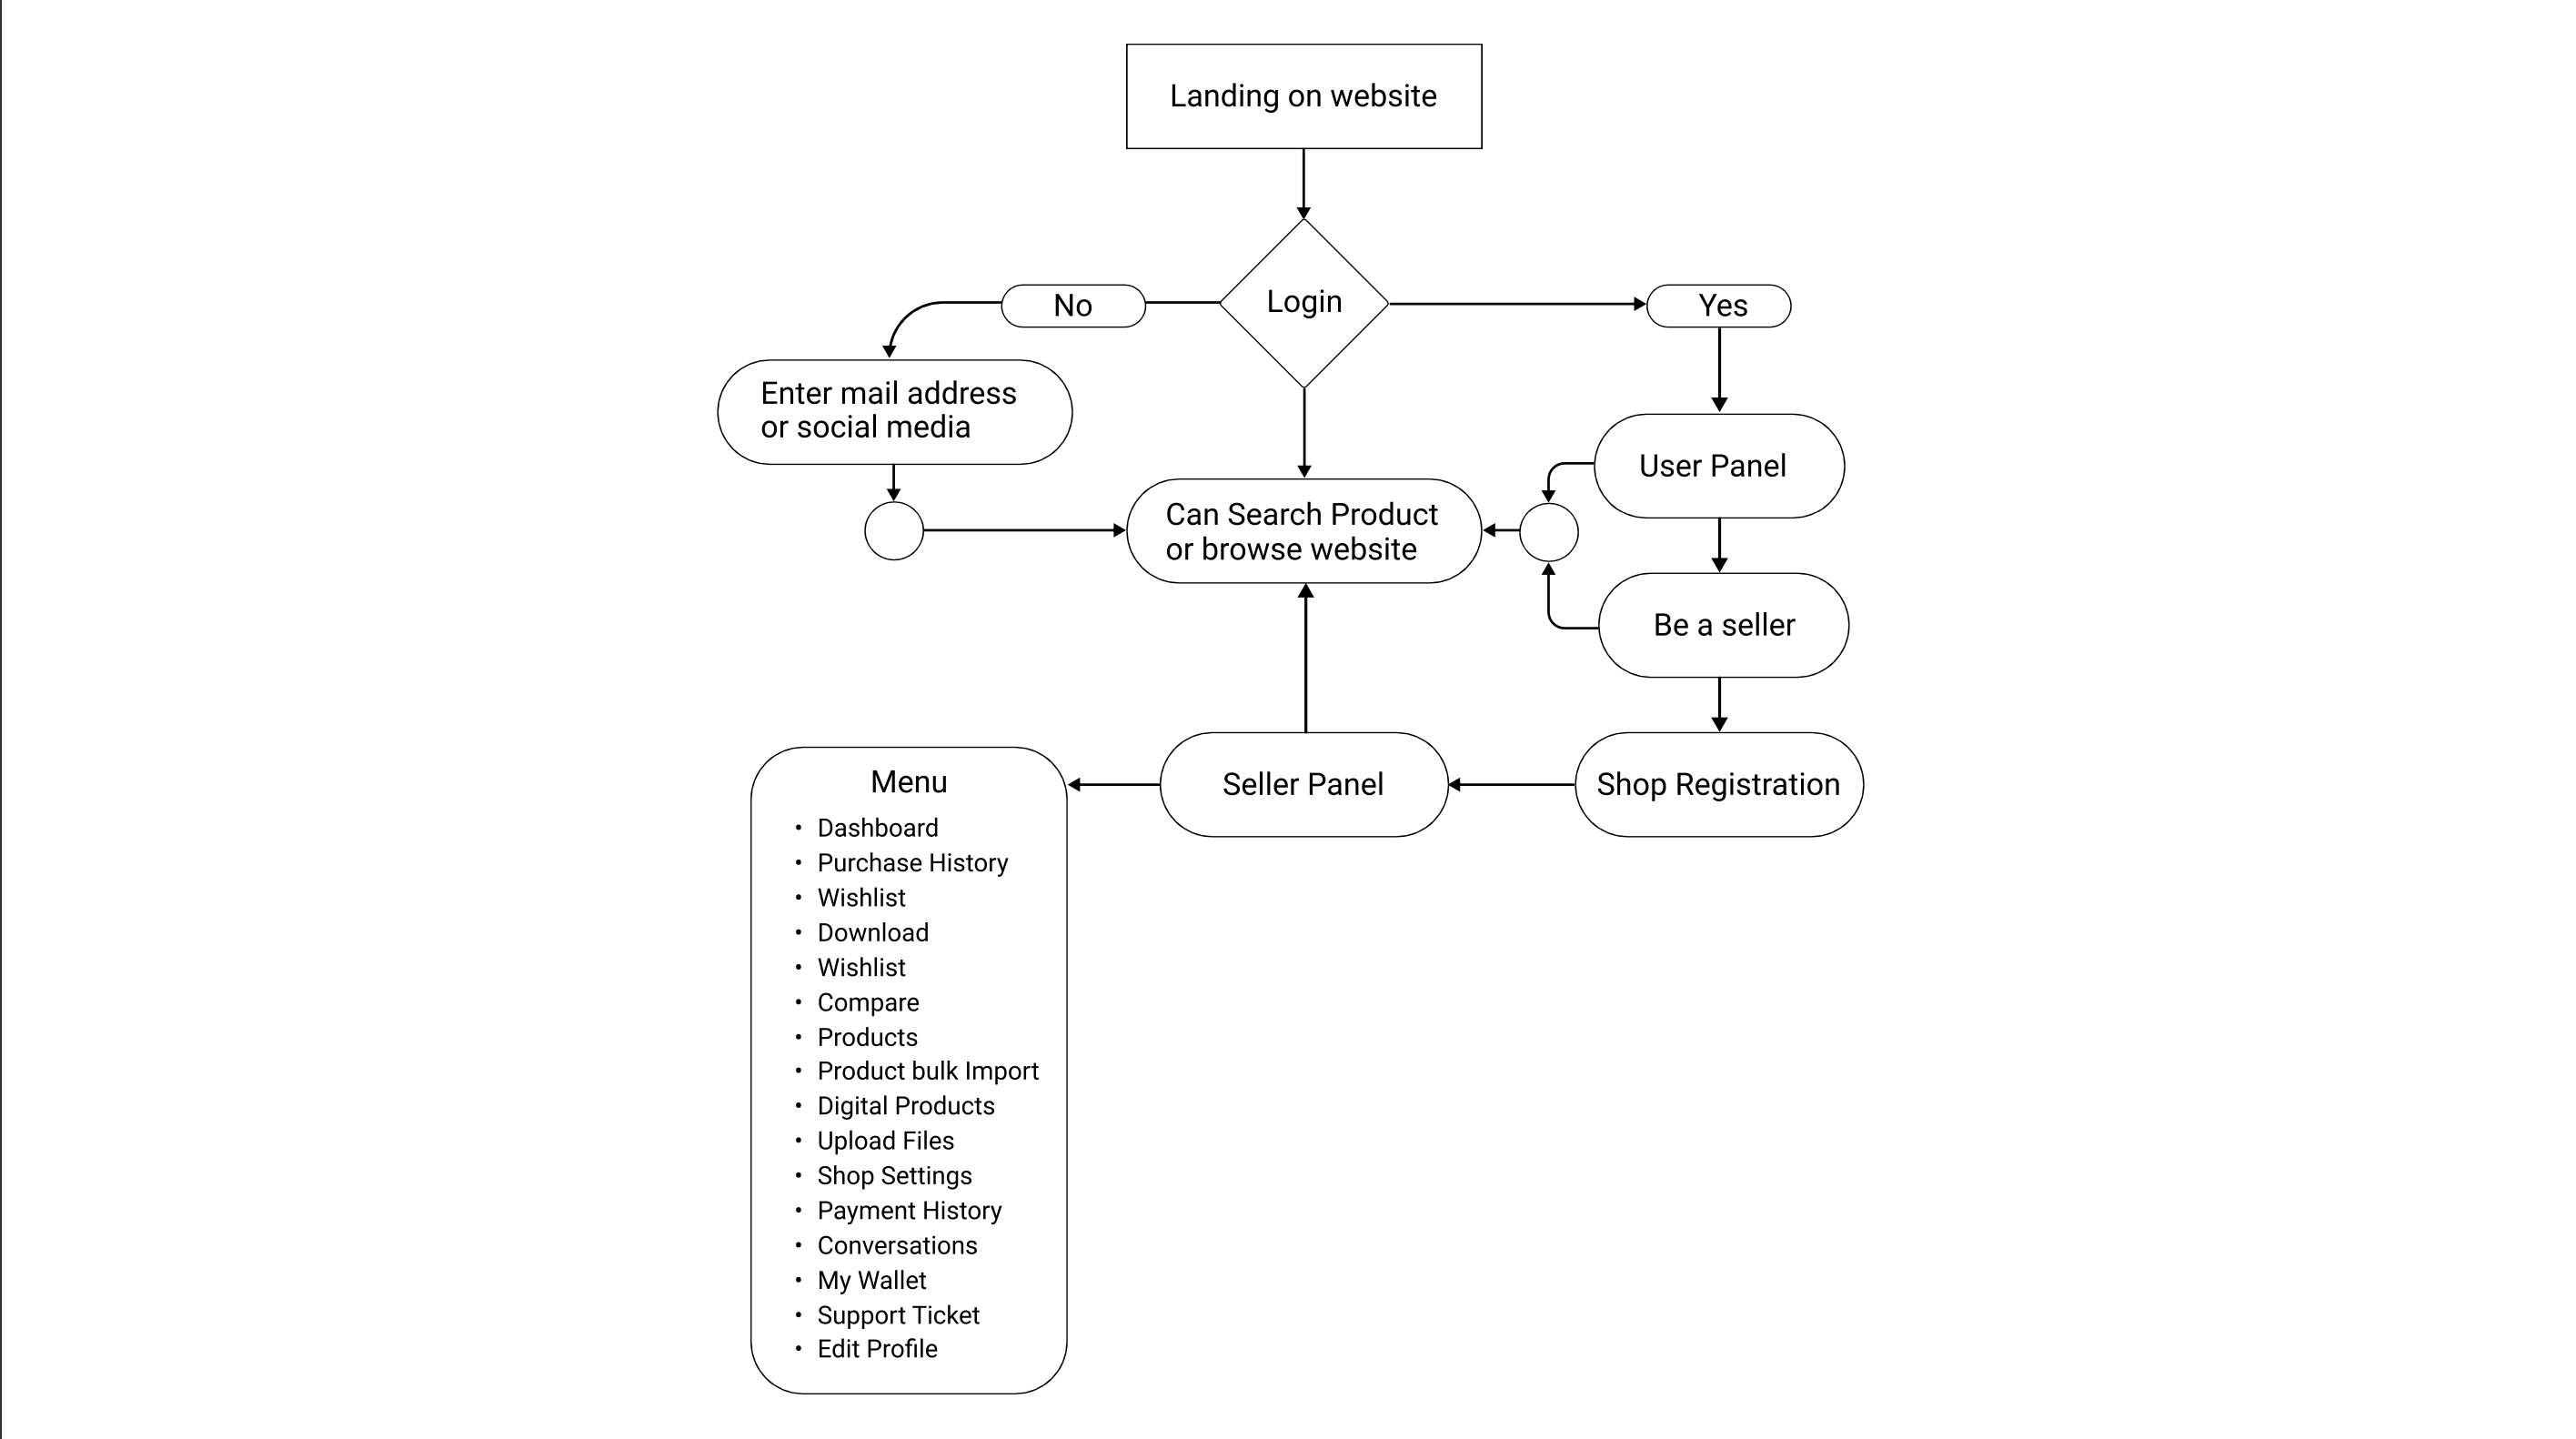 Landing on website
Login
No
Yes
Enter mail address
or social media
User Panel
Can Search Product
or browse website
Be a seller
Menu
Seller Panel
Shop Registration
• Dashboard
• Purchase History
• Wishlist
• Download
• Wishlist
• Compare
• Products
• Product bulk Import
• Digital Products
• Upload Files
• Shop Settings
• Payment History
• Conversations
• My Wallet
• Support Ticket
• Edit Profile